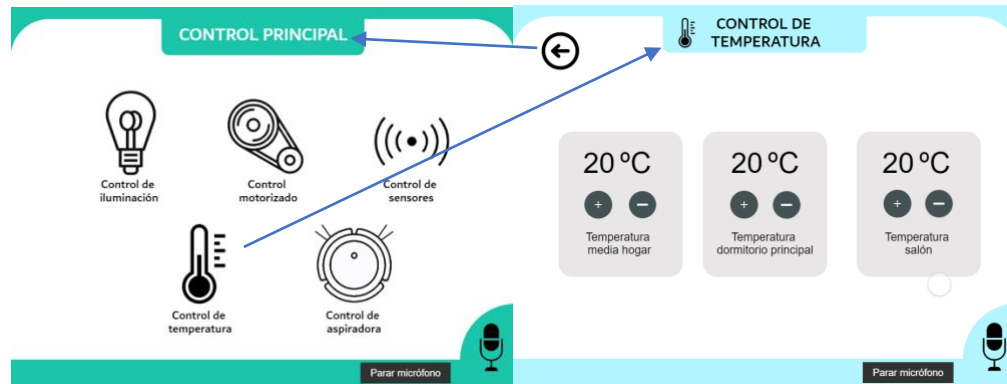 CONTROL PRINCIPAL
Control de
iluminación
Control
motorizado
Control de
sensores
Control de
temperatura
Control de
aspiradora
Parar micrófono
CONTROL DE
TEMPERATURA
20 ºC
+ −
Temperatura
media hogar
20 ºC
+ −
Temperatura
dormitorio principal
20 ºC
+ −
Temperatura
salón
Parar micrófono